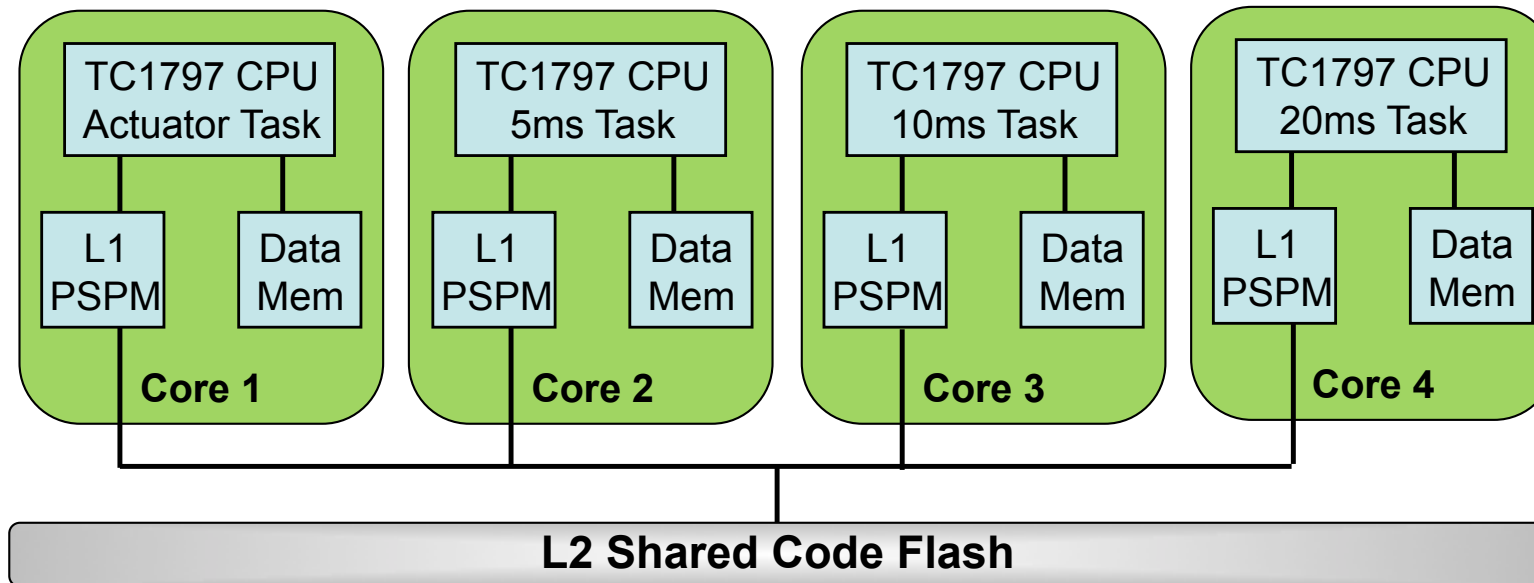 TC1797 CPU
Actuator Task
L1
PSPM
Data
Mem
Core 1
TC1797 CPU
5ms Task
L1
PSPM
Data
Mem
Core 2
TC1797 CPU
10ms Task
L1
PSPM
Data
Mem
Core 3
TC1797 CPU
20ms Task
L1
PSPM
Data
Mem
Core 4
L2 Shared Code Flash